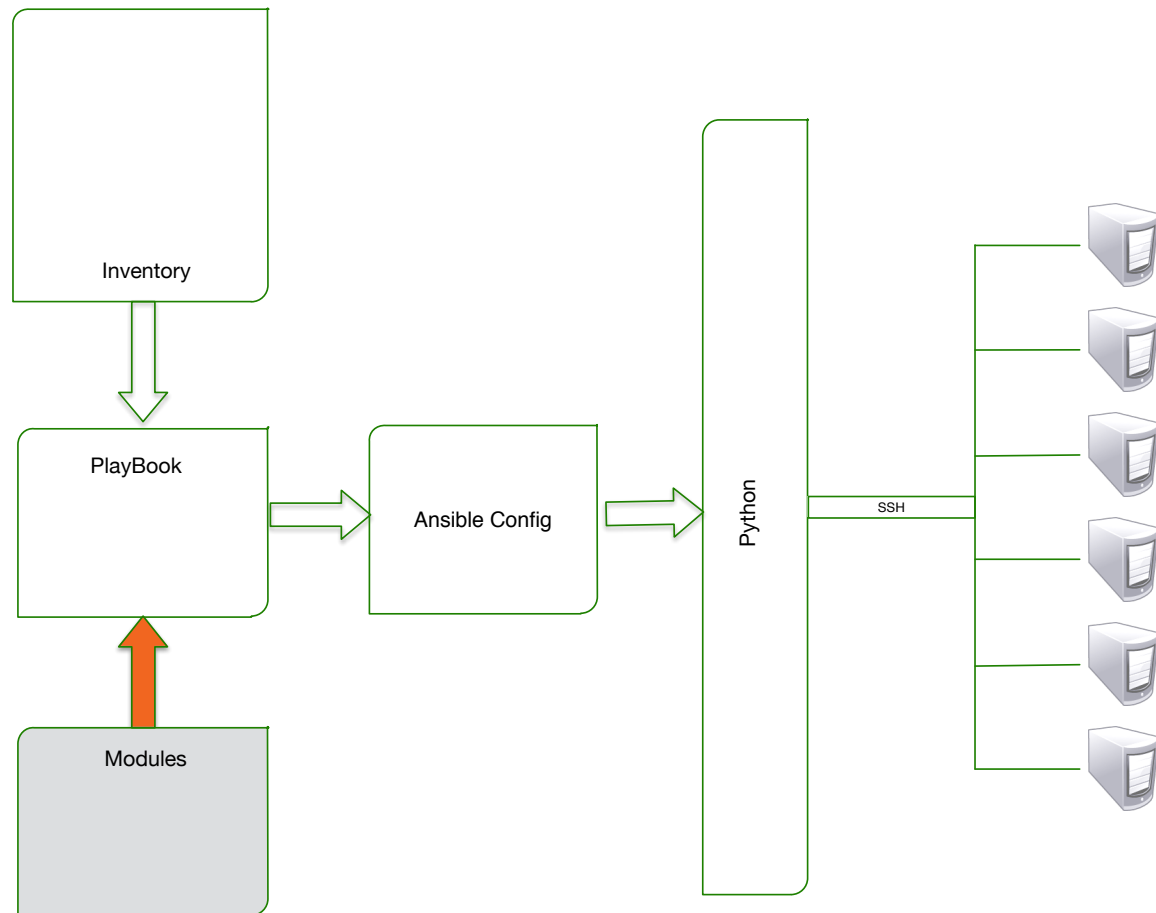 Inventory
PlayBook
Ansible Config
Python
SSH
Modules